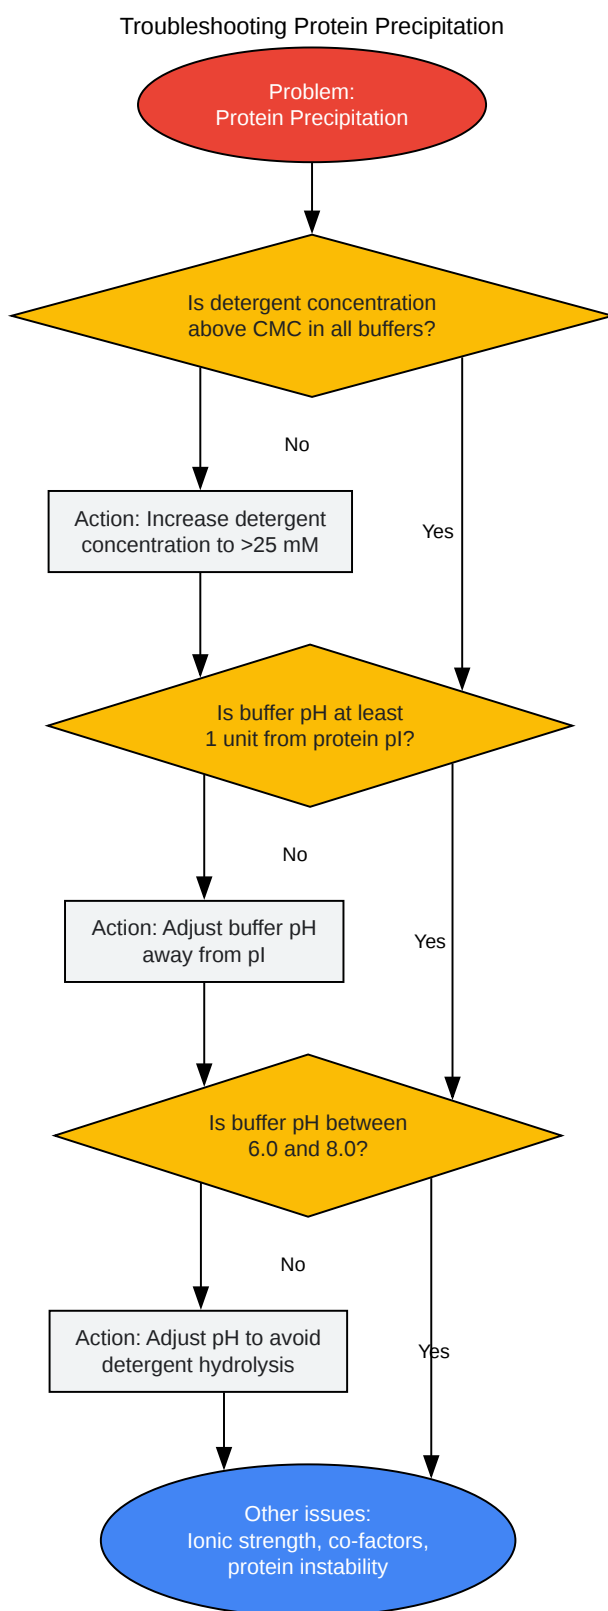 Troubleshooting Protein Precipitation
Problem:
Protein Precipitation
Is detergent concentration
above CMC in all buffers?
No
Action: Increase detergent
concentration to >25 mM
Yes
Is buffer pH at least
1 unit from protein pI?
No
Action: Adjust buffer pH
away from pI
Yes
Is buffer pH between
6.0 and 8.0?
No
Action: Adjust pH to avoid
detergent hydrolysis
Yes
Other issues:
Ionic strength, co-factors,
protein instability